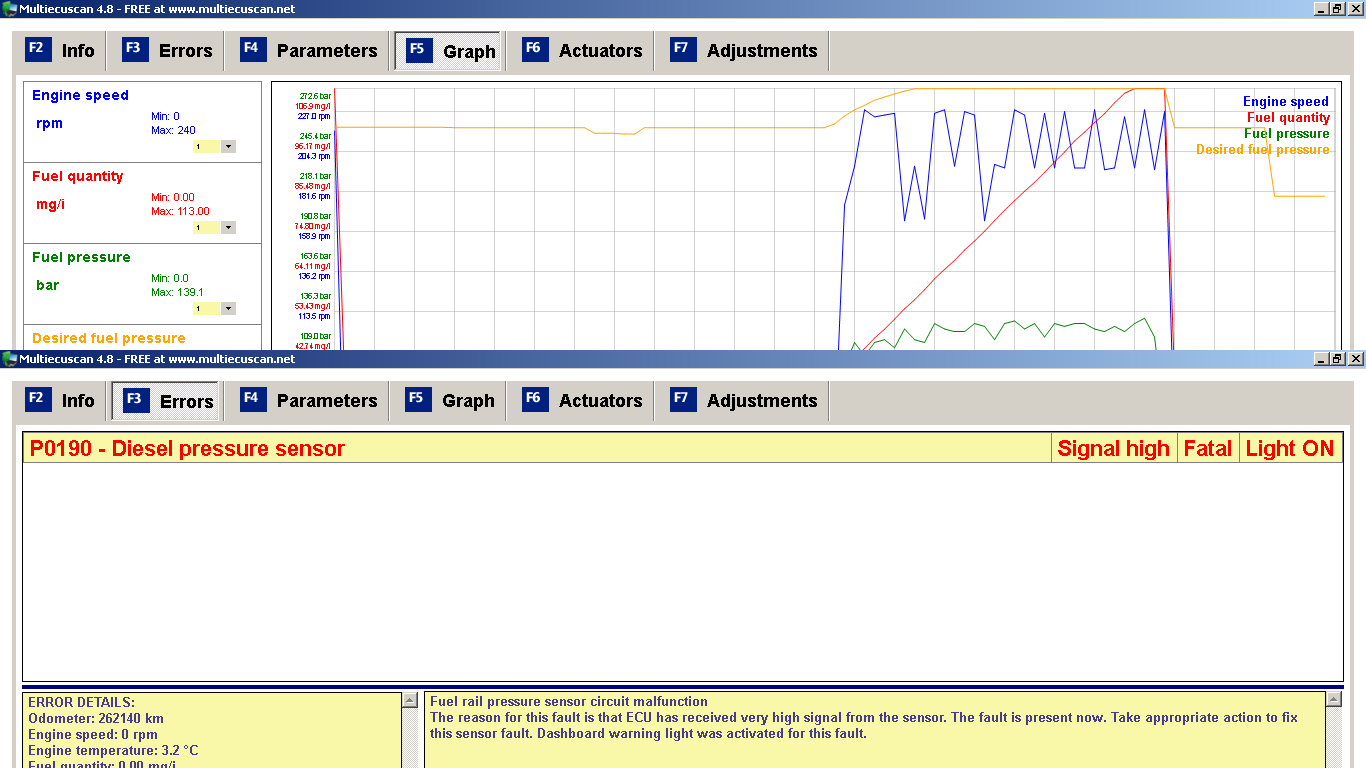 Multiecuscan 4.8 - FREE at www.multiecuscan.net
F2 Info F3 Errors F4 Parameters F5 Graph F6 Actuators F7 Adjustments
Engine speed
rpm
Min: 0
Max: 240
1
Fuel quantity
mg/i
Min: 0.00
Max: 113.00
1
Fuel pressure
bar
Min: 0.0
Max: 139.1
1
Desired fuel pressure
272.6 bar
106.9 mg/i
227.0 rpm
245.4 bar
96.17 mg/i
204.3 rpm
218.1 bar
85.48 mg/i
181.6 rpm
190.8 bar
74.80 mg/i
158.9 rpm
163.6 bar
64.11 mg/i
136.2 rpm
136.3 bar
53.43 mg/i
113.5 rpm
109.0 bar
42.74 mg/i
Engine speed
Fuel quantity
Fuel pressure
Desired fuel pressure
Multiecuscan 4.8 - FREE at www.multiecuscan.net
F2 Info F3 Errors F4 Parameters F5 Graph F6 Actuators F7 Adjustments
P0190 - Diesel pressure sensor Signal high Fatal Light ON
ERROR DETAILS:
Odometer: 262140 km
Engine speed: 0 rpm
Engine temperature: 3.2 °C
Fuel quantity: 0.00 mg/i
Fuel rail pressure sensor circuit malfunction
The reason for this fault is that ECU has received very high signal from the sensor. The fault is present now. Take appropriate action to fix
this sensor fault. Dashboard warning light was activated for this fault.